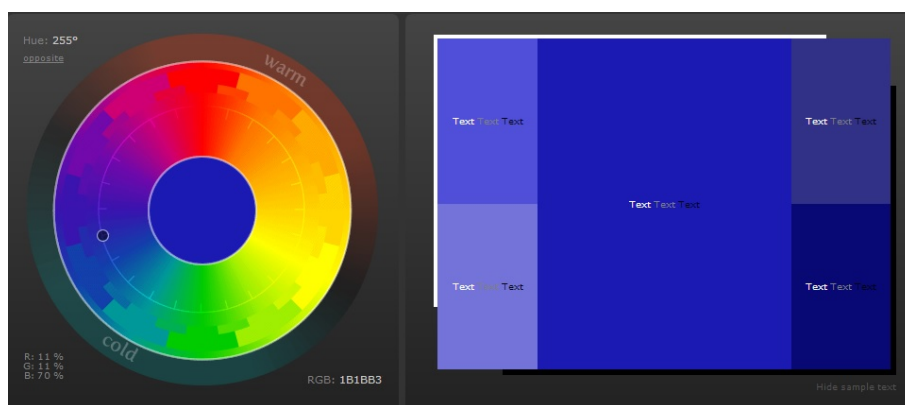 Hue: 255°
opposite
warm
cold
R: 11 %
G: 11 %
B: 70 %
RGB: 1B1BB3
Text Text Text
Text Text Text
Text Text Text
Text Text Text
Text Text Text
Hide sample text